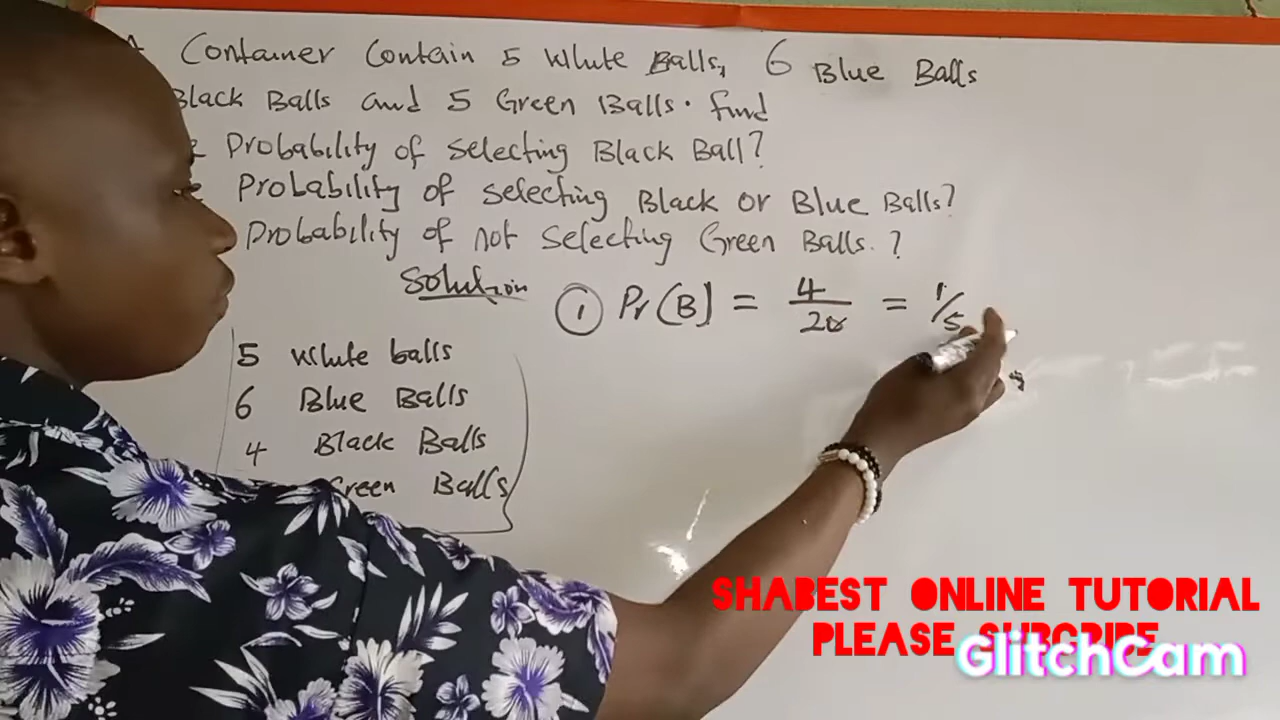 Container Contain 5 White Balls, 6 Blue Balls
Black Balls and 5 Green Balls. find
Probability of selecting Black Ball?
Probability of selecting Black or Blue Balls?
Probability of not selecting Green Balls.?
Solution
① Pr(B) = 4/20 = 1/5
5 White balls
6 Blue Balls
4 Black Balls
Green Balls
SHABEST ONLINE TUTORIAL
PLEASE SUBCRIBE
GlitchCam